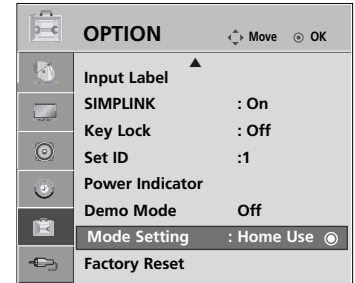 OPTION Move OK
Input Label
SIMPLINK : On
Key Lock : Off
Set ID :1
Power Indicator
Demo Mode Off
Mode Setting : Home Use
Factory Reset